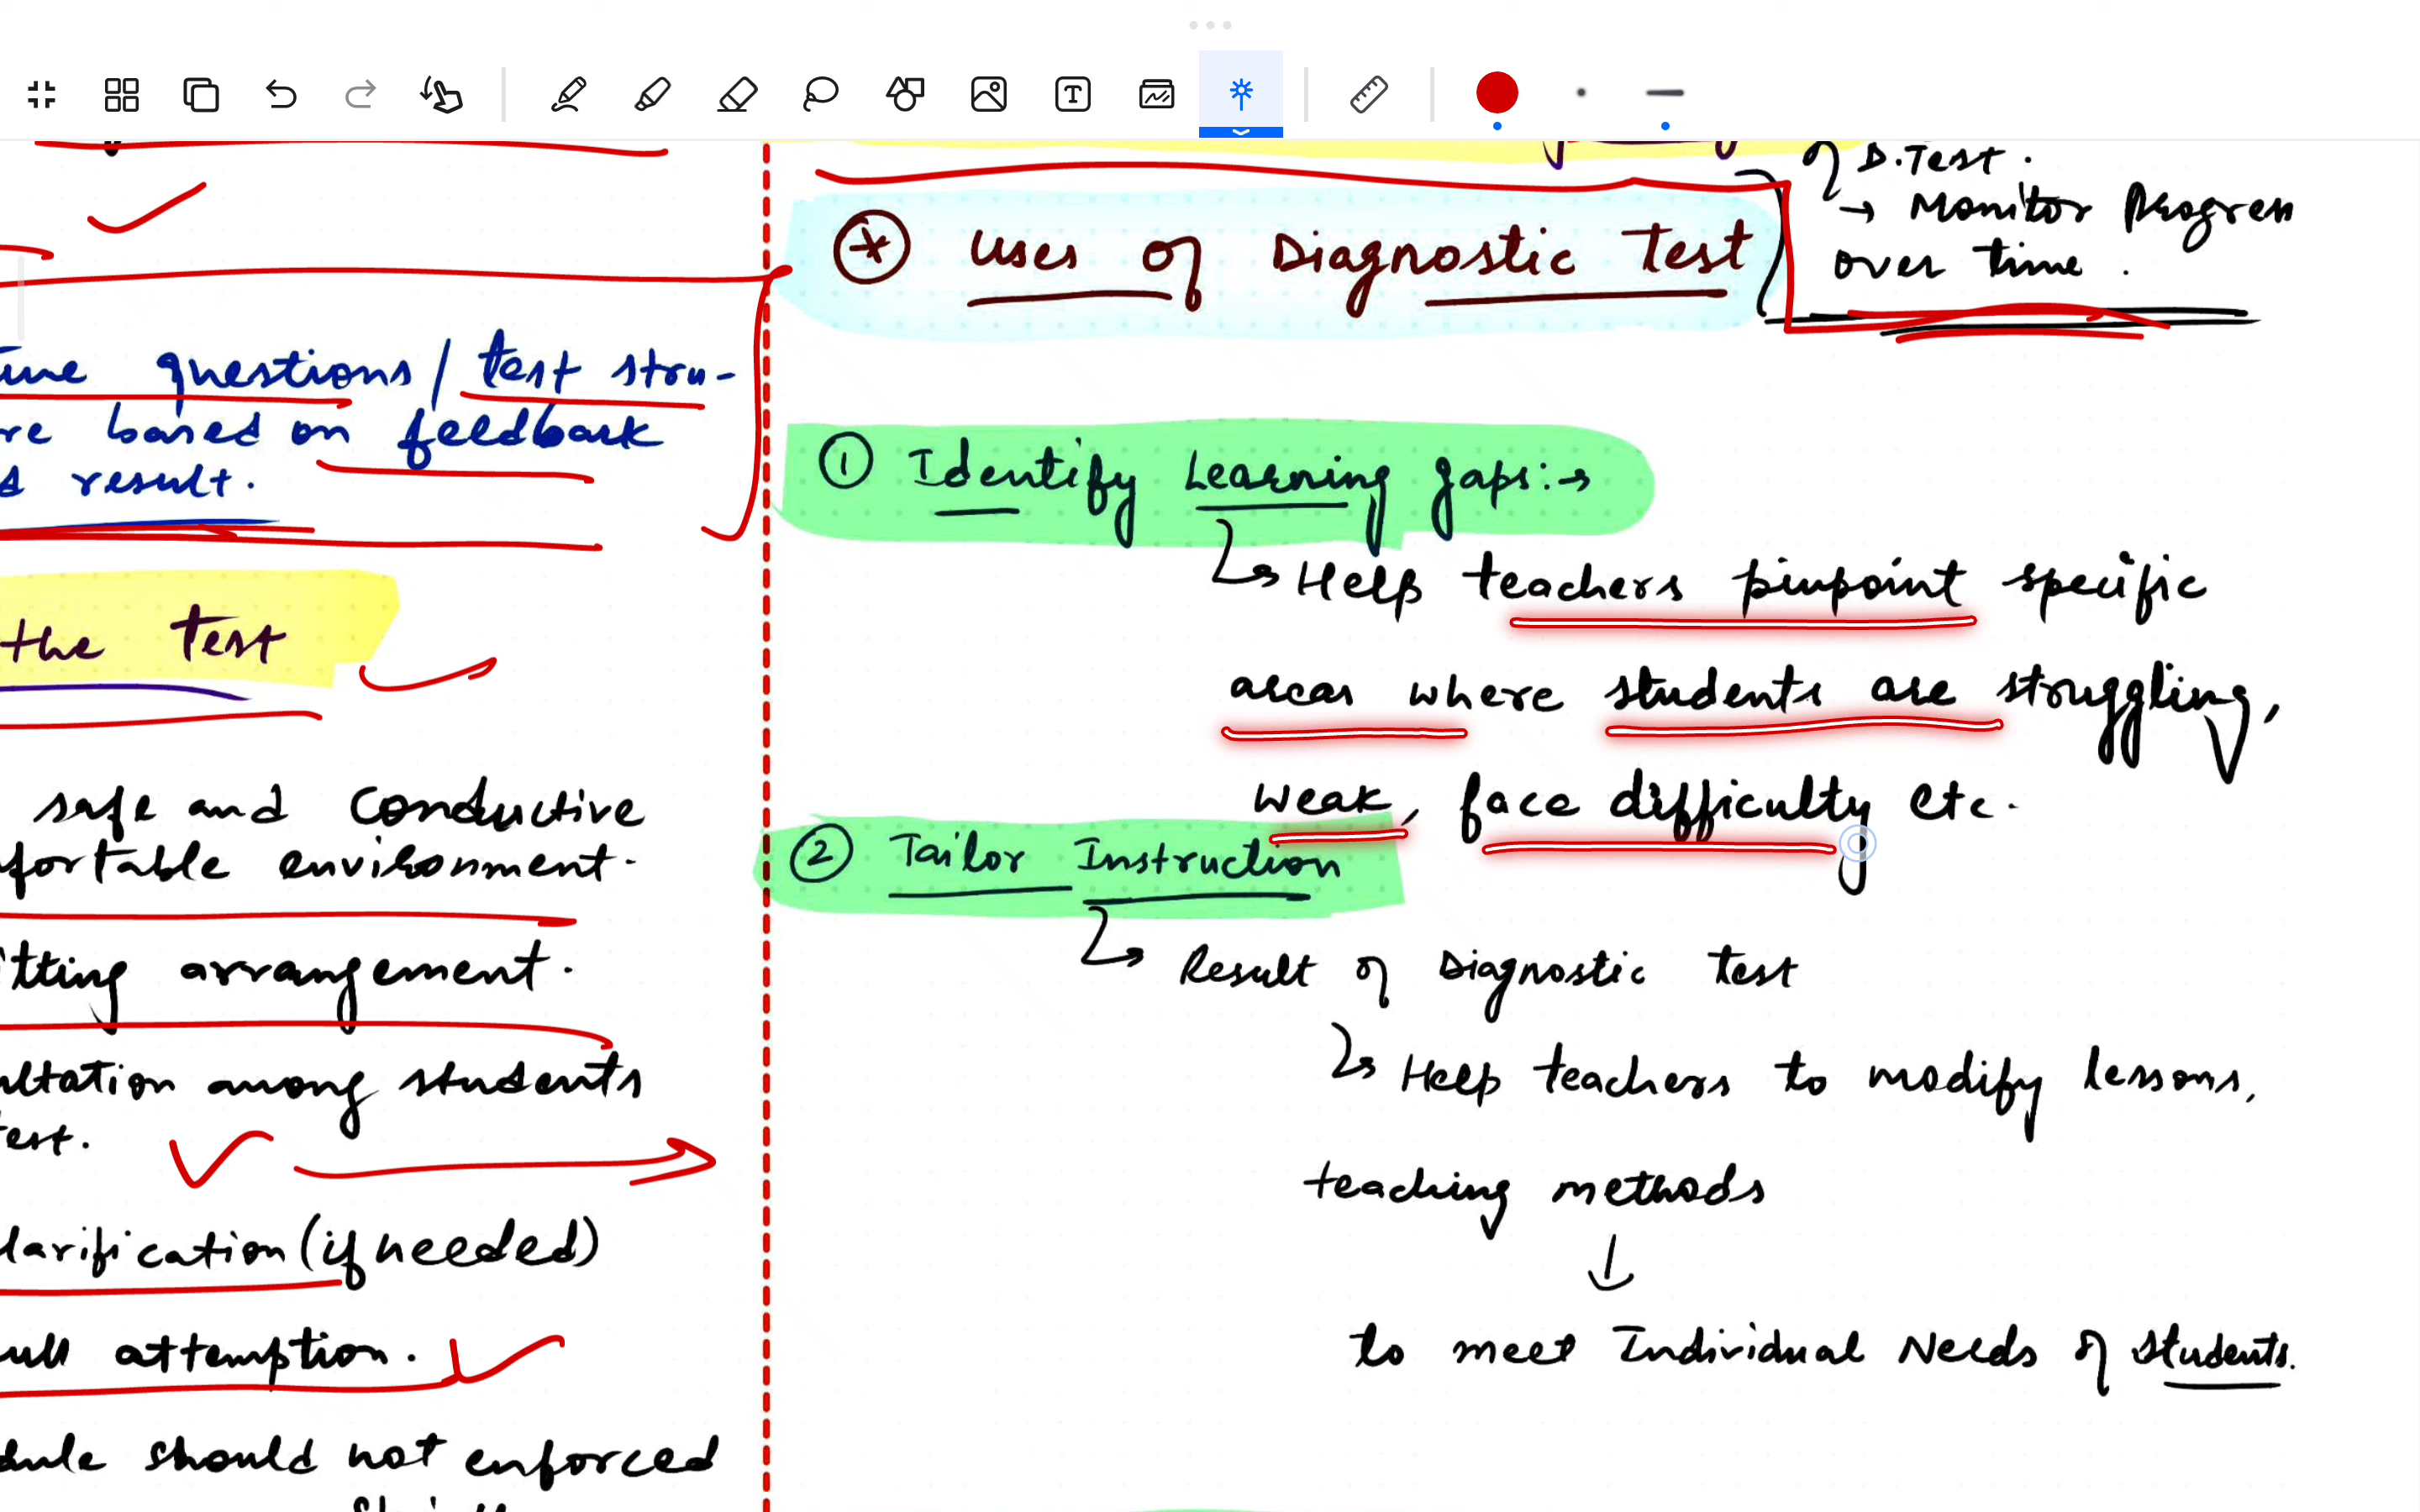 time questions / test stru-
re based on feedback
result.
the Test
safe and conductive
fortable environment.
itting arrangement.
ultation among students
test.
larification (if needed)
ull attemption.
dule should not enforced
of D.Test.
→ Monitor Progress
over time.
* Uses of Diagnostic Test
① Identify Learning gaps:→
↳ Help teachers pinpoint specific
areas where students are struggling,
weak, face difficulty etc.
② Tailor Instruction
↳ Result of Diagnostic test
↳ Help teachers to modify lessons,
teaching methods
↓
to meet Individual Needs of students.